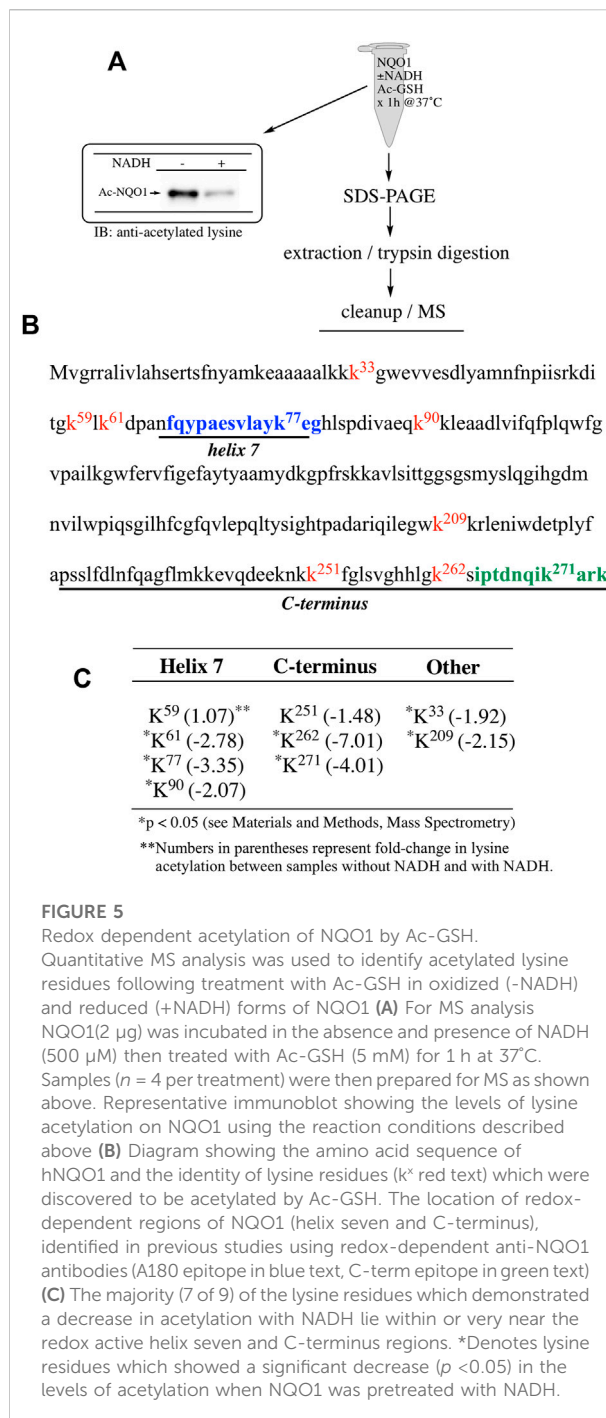 A
NQO1
±NADH
Ac-GSH
x 1h @37˚C
NADH - +
Ac-NQO1
IB: anti-acetylated lysine
SDS-PAGE
extraction / trypsin digestion
cleanup / MS
B
Mvgrralivlahsertsfnyamkeaaaaalkkk³³gwevvesdlyamnfnpiisrkdi
tgk⁵⁹lk⁶¹dpanfqypaesvlayk⁷⁷eghlspdivaeqk⁹⁰kleaadlvifqfplqwfg
helix 7
vpailkgwfervfigefaytyaamydkgpfrskkavlsittggsgsmyslqgihgdm
nvilwpiqsgilhfcgfqvlepqltysightpadariqilegwk²⁰⁹krleniwdetplyf
apsslfdlnfqagflmkkevqdeeknkk²⁵¹fglsvghhlgk²⁶²siptdnqik²⁷¹ark
C-terminus
C
Helix 7 C-terminus Other
K⁵⁹ (1.07)** K²⁵¹ (-1.48) *K³³ (-1.92)
*K⁶¹ (-2.78) *K²⁶² (-7.01) *K²⁰⁹ (-2.15)
*K⁷⁷ (-3.35) *K²⁷¹ (-4.01)
*K⁹⁰ (-2.07)
*p < 0.05 (see Materials and Methods, Mass Spectrometry)
**Numbers in parentheses represent fold-change in lysine
acetylation between samples without NADH and with NADH.
FIGURE 5
Redox dependent acetylation of NQO1 by Ac-GSH.
Quantitative MS analysis was used to identify acetylated lysine
residues following treatment with Ac-GSH in oxidized (-NADH)
and reduced (+NADH) forms of NQO1 (A) For MS analysis
NQO1(2 µg) was incubated in the absence and presence of NADH
(500 µM) then treated with Ac-GSH (5 mM) for 1 h at 37˚C.
Samples (n = 4 per treatment) were then prepared for MS as shown
above. Representative immunoblot showing the levels of lysine
acetylation on NQO1 using the reaction conditions described
above (B) Diagram showing the amino acid sequence of
hNQO1 and the identity of lysine residues (kˣ red text) which were
discovered to be acetylated by Ac-GSH. The location of redox-
dependent regions of NQO1 (helix seven and C-terminus),
identified in previous studies using redox-dependent anti-NQO1
antibodies (A180 epitope in blue text, C-term epitope in green text)
(C) The majority (7 of 9) of the lysine residues which demonstrated
a decrease in acetylation with NADH lie within or very near the
redox active helix seven and C-terminus regions. *Denotes lysine
residues which showed a significant decrease (p <0.05) in the
levels of acetylation when NQO1 was pretreated with NADH.